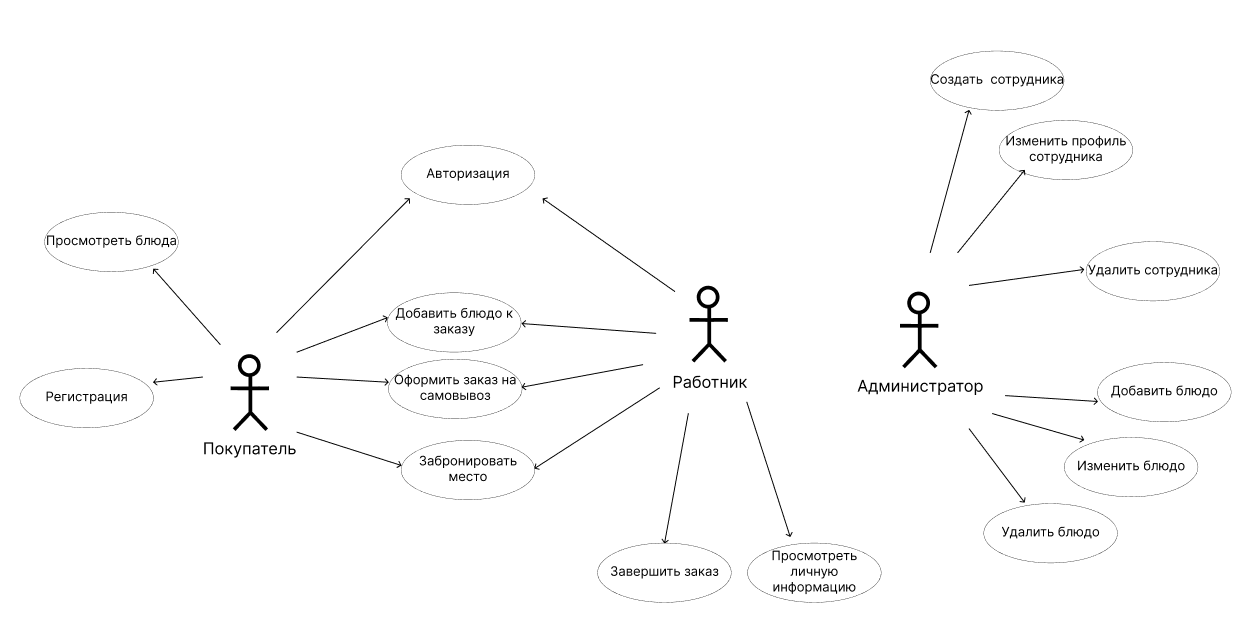 Создать сотрудника
Изменить профиль
сотрудника
Авторизация
Просмотреть блюда
Удалить сотрудника
Добавить блюдо к
заказу
Оформить заказ на
самовывоз
Работник
Администратор
Добавить блюдо
Регистрация
Покупатель
Забронировать
место
Изменить блюдо
Удалить блюдо
Завершить заказ
Просмотреть
личную
информацию